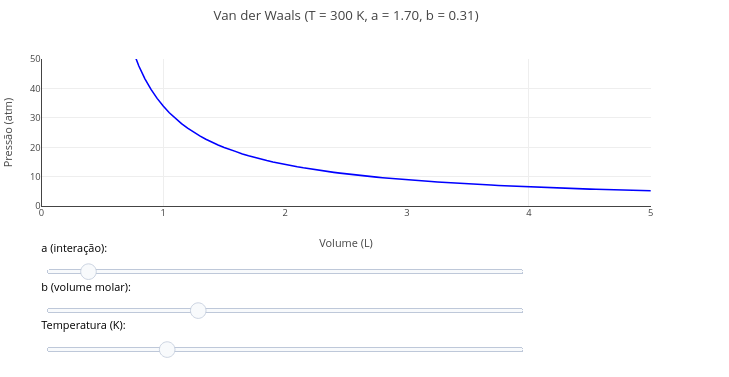 Van der Waals (T = 300 K, a = 1.70, b = 0.31)
Pressão (atm)
50
40
30
20
10
0
0 1 2 3 4 5
Volume (L)
a (interação):
b (volume molar):
Temperatura (K):